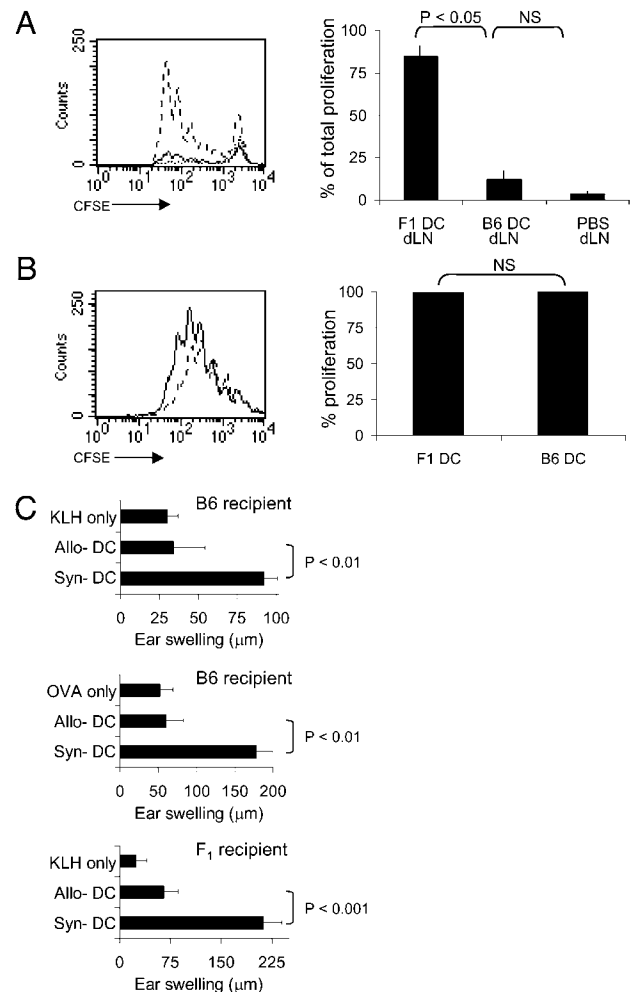 A
250
Counts
0
10^0 10^1 10^2 10^3 10^4
CFSE
P < 0.05
NS
% of total proliferation
100
75
50
25
0
F1 DC dLN
B6 DC dLN
PBS dLN
B
250
Counts
0
10^0 10^1 10^2 10^3 10^4
CFSE
NS
% proliferation
100
75
50
25
0
F1 DC
B6 DC
C
B6 recipient
KLH only
Allo- DC
Syn- DC
P < 0.01
0 25 50 75 100
Ear swelling (μm)
B6 recipient
OVA only
Allo- DC
Syn- DC
P < 0.01
0 50 100 150 200
Ear swelling (μm)
F₁ recipient
KLH only
Allo- DC
Syn- DC
P < 0.001
0 75 150 225
Ear swelling (μm)